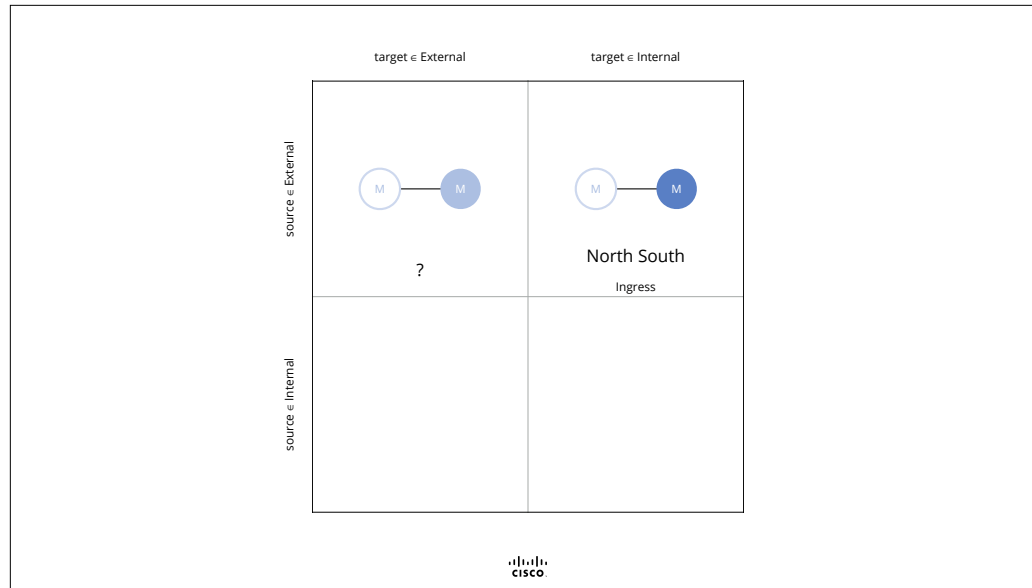 target ∈ External
target ∈ Internal
source ∈ External
M
M
M
M
?
North South
Ingress
source ∈ Internal
CISCO